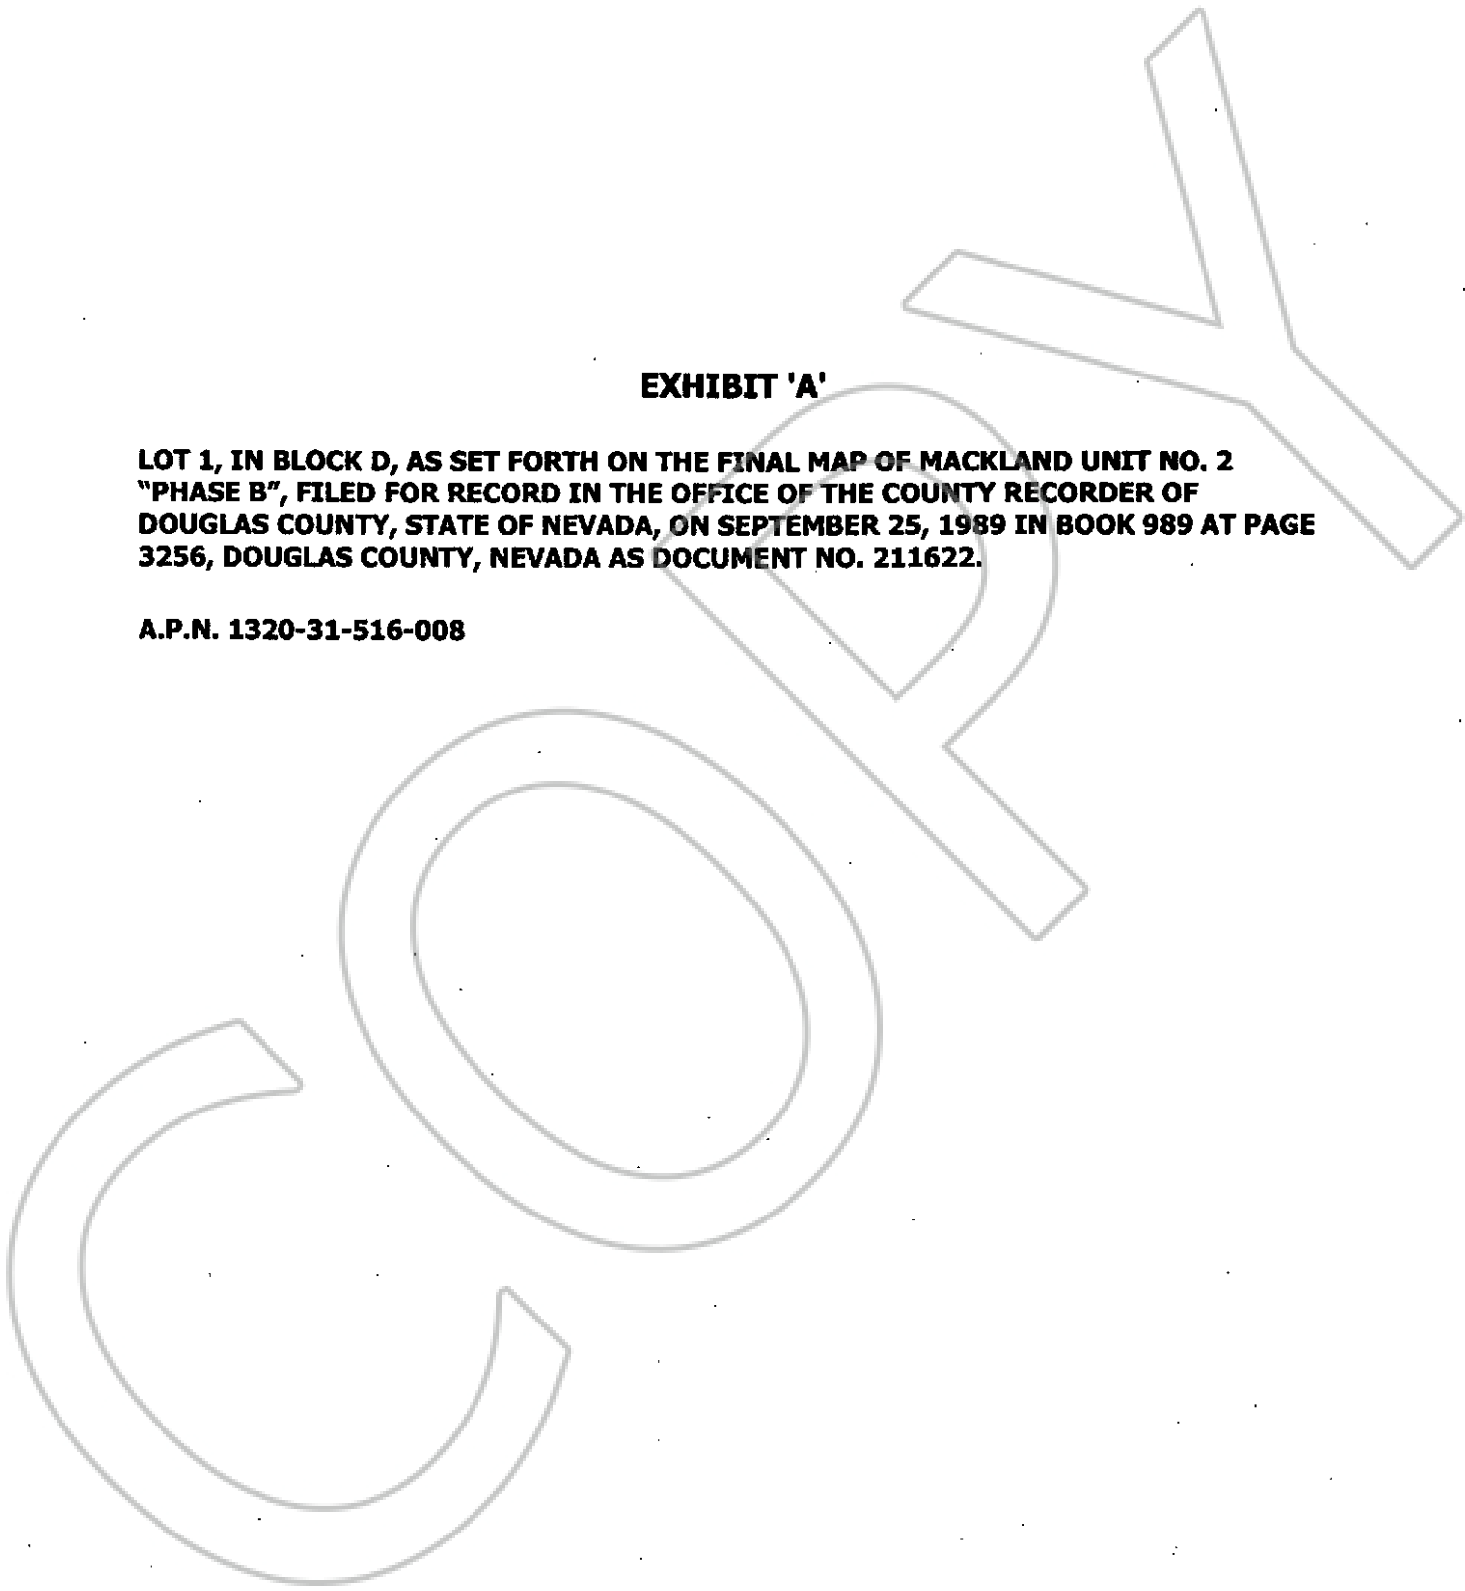 EXHIBIT 'A'
LOT 1, IN BLOCK D, AS SET FORTH ON THE FINAL MAP OF MACKLAND UNIT NO. 2
"PHASE B", FILED FOR RECORD IN THE OFFICE OF THE COUNTY RECORDER OF
DOUGLAS COUNTY, STATE OF NEVADA, ON SEPTEMBER 25, 1989 IN BOOK 989 AT PAGE
3256, DOUGLAS COUNTY, NEVADA AS DOCUMENT NO. 211622.
A.P.N. 1320-31-516-008
COPY